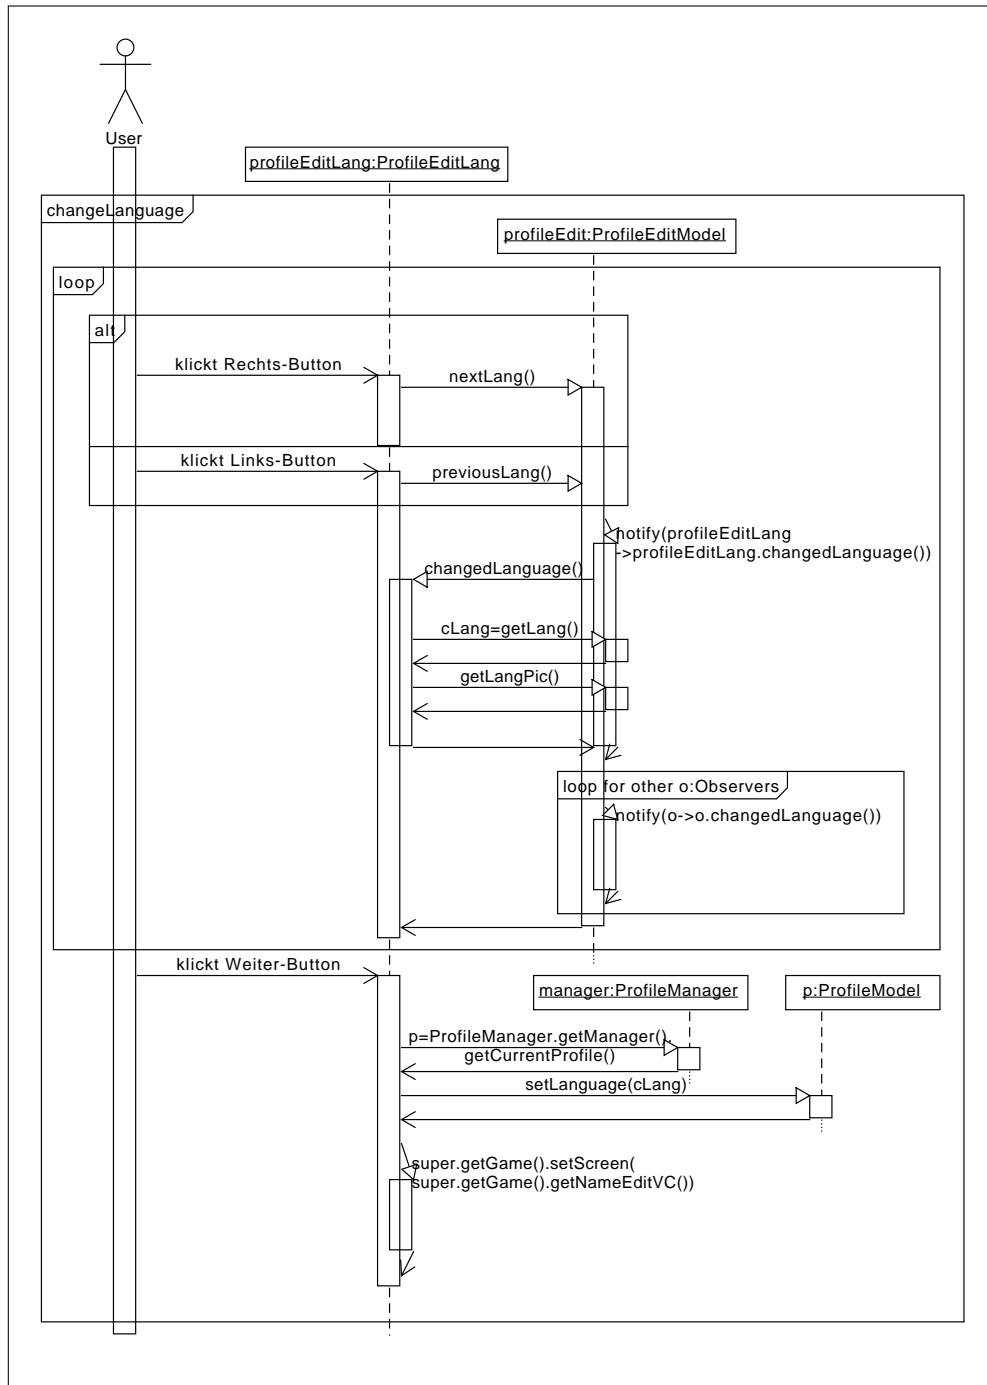 User
profileEditLang:ProfileEditLang
changeLanguage
profileEdit:ProfileEditModel
loop
alt
klickt Rechts-Button
nextLang()
klickt Links-Button
previousLang()
notify(profileEditLang
->profileEditLang.changedLanguage())
changedLanguage()
cLang=getLang()
getLangPic()
loop for other o:Observers
notify(o->o.changedLanguage())
klickt Weiter-Button
manager:ProfileManager
p:ProfileModel
p=ProfileManager.getManager().
getCurrentProfile()
setLanguage(cLang)
super.getGame().setScreen(
super.getGame().getNameEditVC())